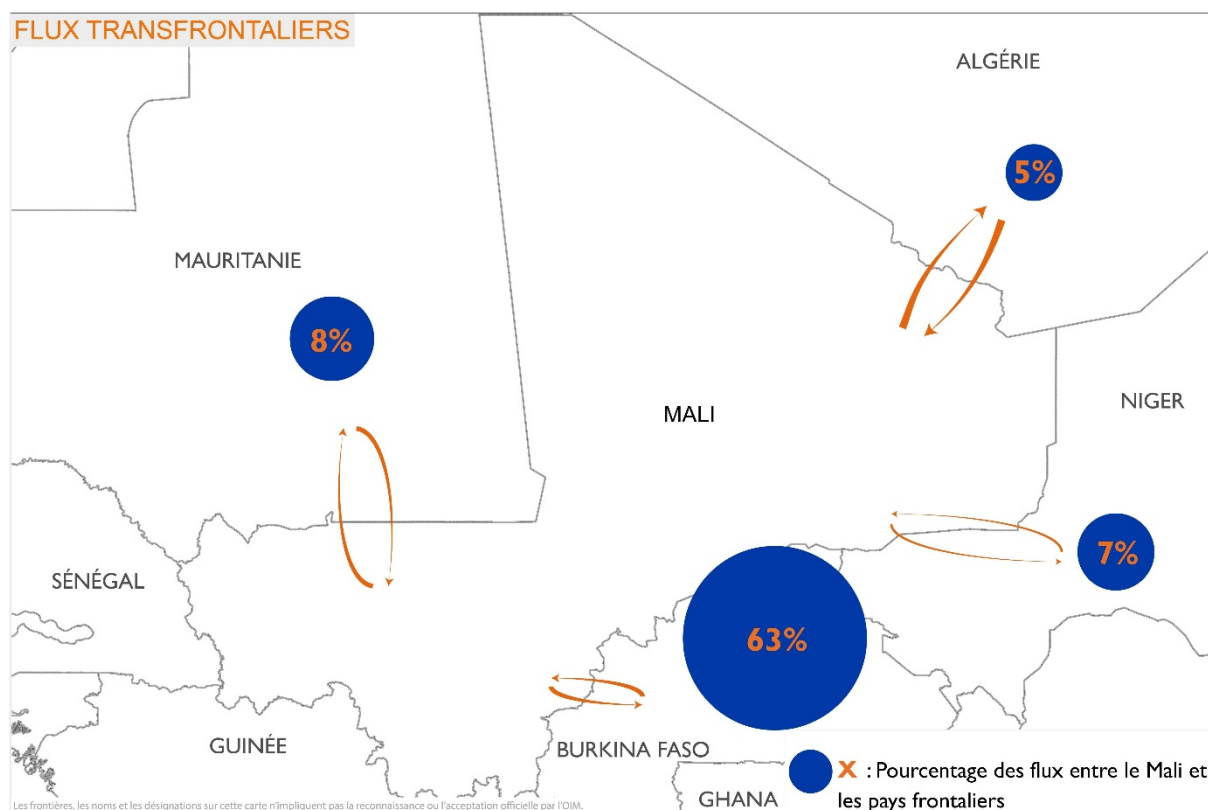 FLUX TRANSFRONTALIERS
ALGÉRIE
5%
MAURITANIE
8%
MALI
NIGER
7%
SÉNÉGAL
63%
GUINÉE
BURKINA FASO
GHANA
X : Pourcentage des flux entre le Mali et
les pays frontaliers
Les frontières, les noms et les désignations sur cette carte n'impliquent pas la reconnaissance ou l'acceptation officielle par l'OIM.